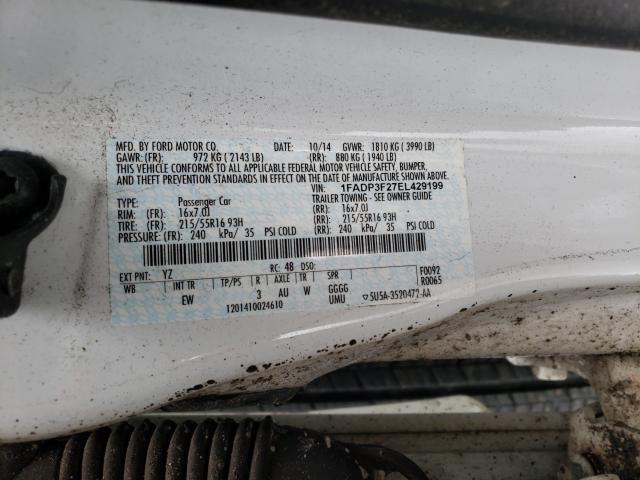 MFD. BY FORD MOTOR CO. DATE: 10/14 GVWR: 1810 KG ( 3990 LB)
GAWR: (FR): 972 KG ( 2143 LB) (RR): 880 KG ( 1940 LB)
THIS VEHICLE CONFORMS TO ALL APPLICABLE FEDERAL MOTOR VEHICLE SAFETY, BUMPER,
AND THEFT PREVENTION STANDARDS IN EFFECT ON THE DATE OF MANUFACTURE SHOWN ABOVE.
VIN: 1FADP3F27EL429199
TYPE: Passenger Car TRAILER TOWING - SEE OWNER GUIDE
RIM: (FR): 16x7.0J (RR): 16x7.0J
TIRE: (FR): 215/55R16 93H (RR): 215/55R16 93H
PRESSURE: (FR): 240 kPa/ 35 PSI COLD (RR): 240 kPa/ 35 PSI COLD
EXT PNT: YZ RC: 48 DSO: F0092
WB INT TR TP/PS R AXLE TR SPR R0065
EW 3 AU W GGGG
UMU
1201410024610 5U5A-3520472-AA